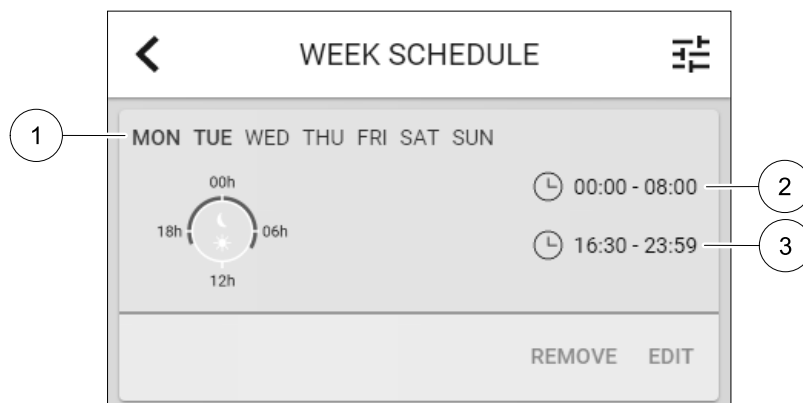 WEEK SCHEDULE
1
MON TUE WED THU FRI SAT SUN
00h
18h
06h
12h
00:00 - 08:00
2
16:30 - 23:59
3
REMOVE EDIT